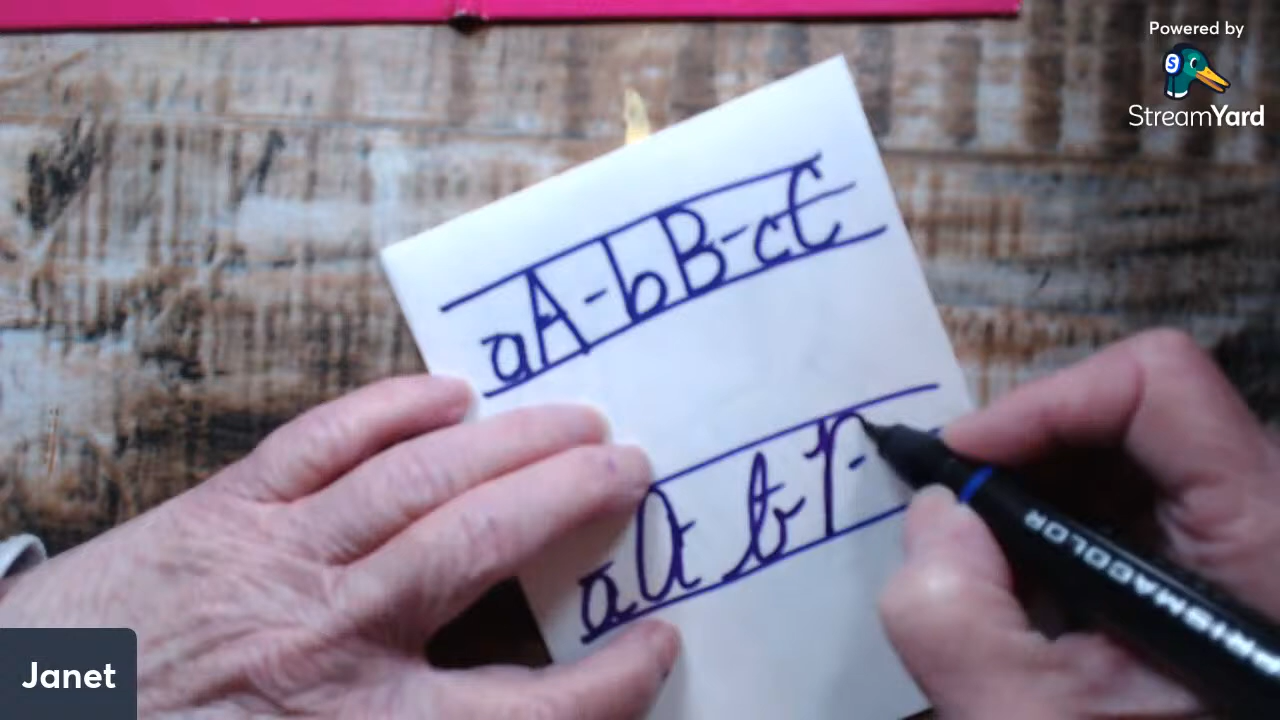 Powered by
StreamYard
aA-bB-cC
aA b
PRISMACOLOR
Janet